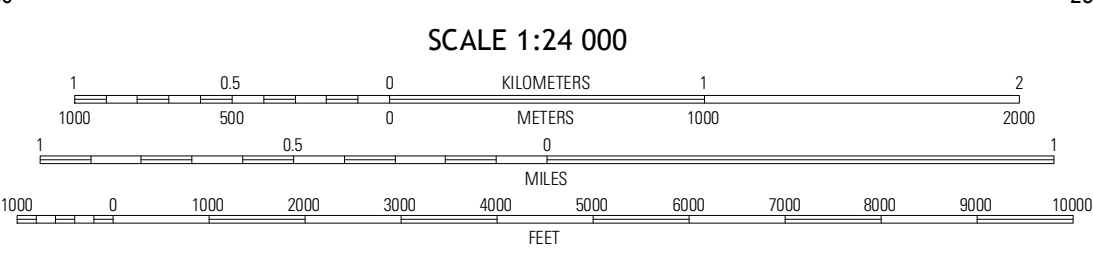 SCALE 1:24 000
1 0.5 0 KILOMETERS 1 2
1000 500 0 METERS 1000 2000
1 0.5 0 1
MILES
1000 0 1000 2000 3000 4000 5000 6000 7000 8000 9000 10000
FEET